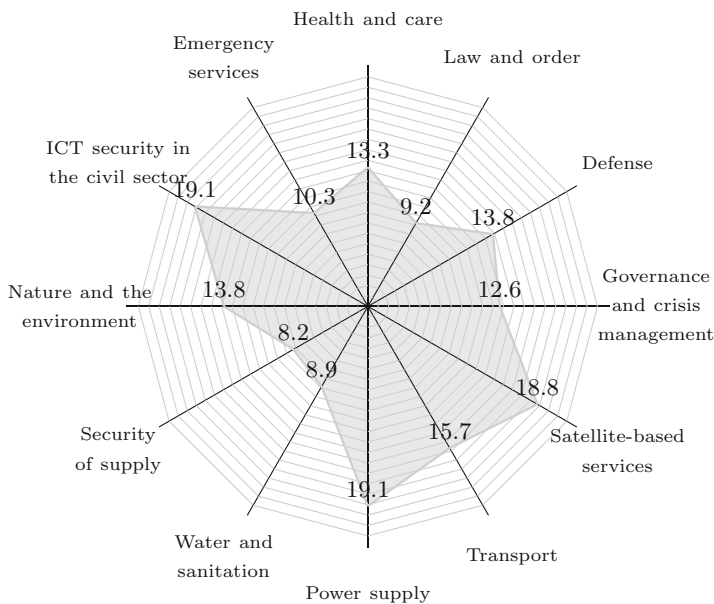 Health and care
Emergency
services
Law and order
ICT security in
the civil sector
Defense
13.3
19.1
10.3
9.2
13.8
Nature and the
environment
13.8
12.6
Governance
and crisis
management
8.2
8.9
18.8
15.7
Security
of supply
Satellite-based
services
19.1
Water and
sanitation
Transport
Power supply